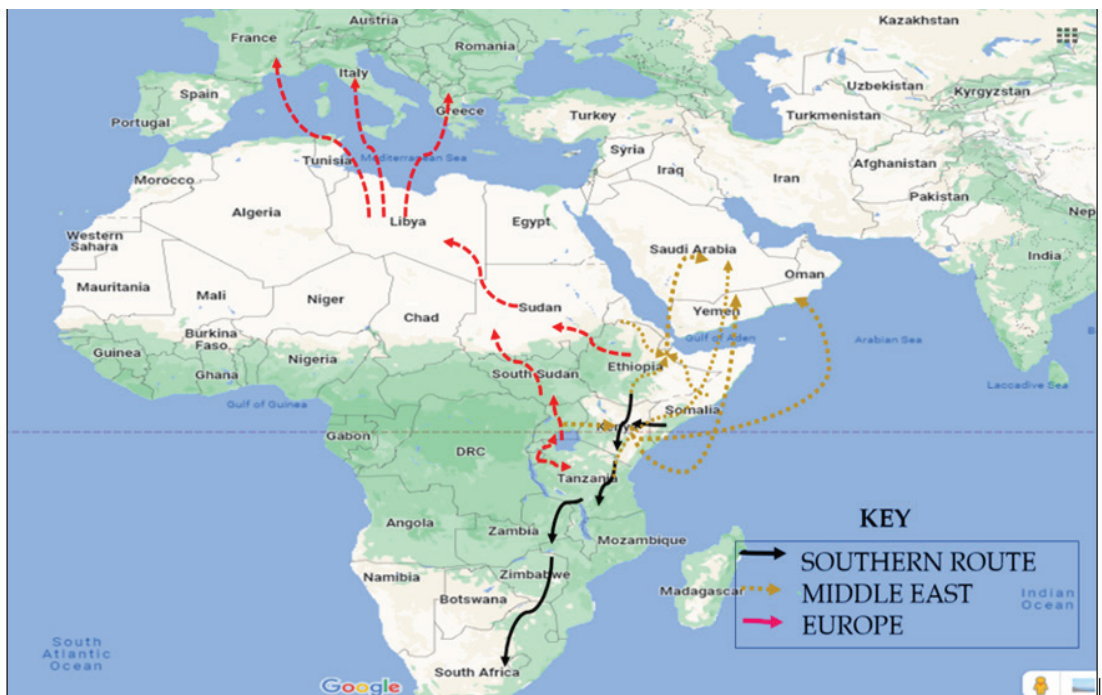 Kazakhstan
Austria
France
Romania
Italy
Uzbekistan
Kyrgyzstan
Spain
Greece
Turkey
Turkmenistan
Portugal
Syria
Afghanistan
Tunisia
Mediterranean Sea
Iraq
Iran
Morocco
Pakistan
Algeria
Libya
Egypt
Nep
Western
Sahara
Saudi Arabia
India
Oman
Mauritania
Mali
Niger
Sudan
Chad
Yemen
Burkina
Faso
Gulf of Aden
Arabian Sea
Guinea
Nigeria
Ethiopia
Ghana
South Sudan
Laccadive Sea
Gulf of Guinea
Somalia
Kenya
Gabon
DRC
Tanzania
Angola
Zambia
Mozambique
KEY
SOUTHERN ROUTE
Namibia
Zimbabwe
Madagascar
Botswana
MIDDLE EAST
Indian
Ocean
EUROPE
South
Atlantic
Ocean
South Africa
Google